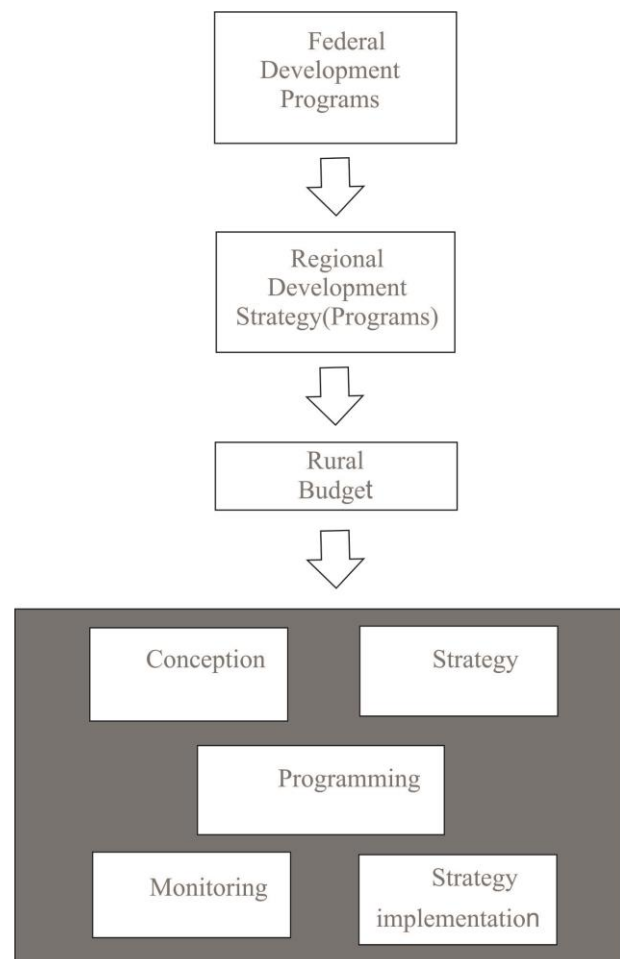 Federal
Development
Programs
Regional
Development
Strategy(Programs)
Rural
Budget
Conception
Strategy
Programming
Monitoring
Strategy
implementation